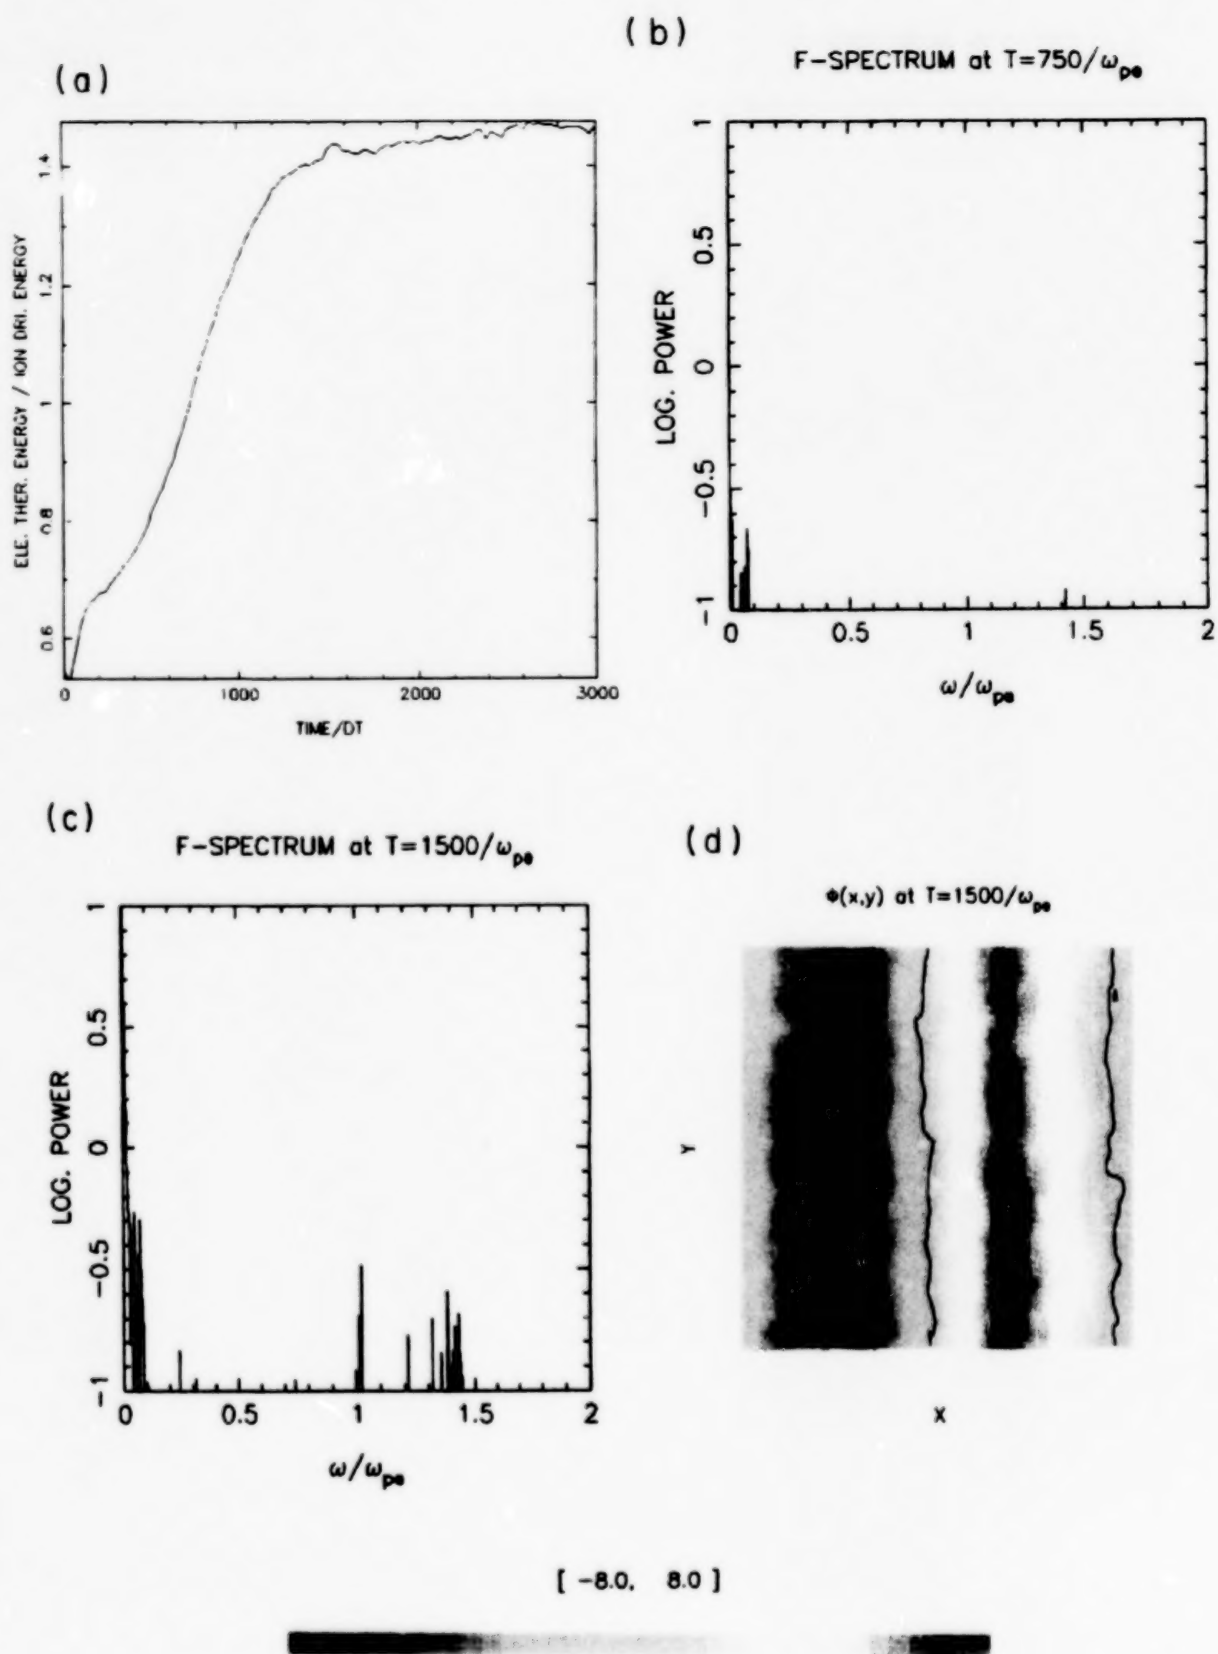 (a)
1.4
1.2
1
0.8
0.6
ELE. THER. ENERGY / ION DRI. ENERGY
0 1000 2000 3000
TIME/DT
(b)
F-SPECTRUM at T=750/ω_pe
1
0.5
0
-0.5
-1
LOG. POWER
0 0.5 1 1.5 2
ω/ω_pe
(c)
F-SPECTRUM at T=1500/ω_pe
1
0.5
0
-0.5
-1
LOG. POWER
0 0.5 1 1.5 2
ω/ω_pe
(d)
Φ(x,y) at T=1500/ω_pe
Y
X
[ -8.0, 8.0 ]